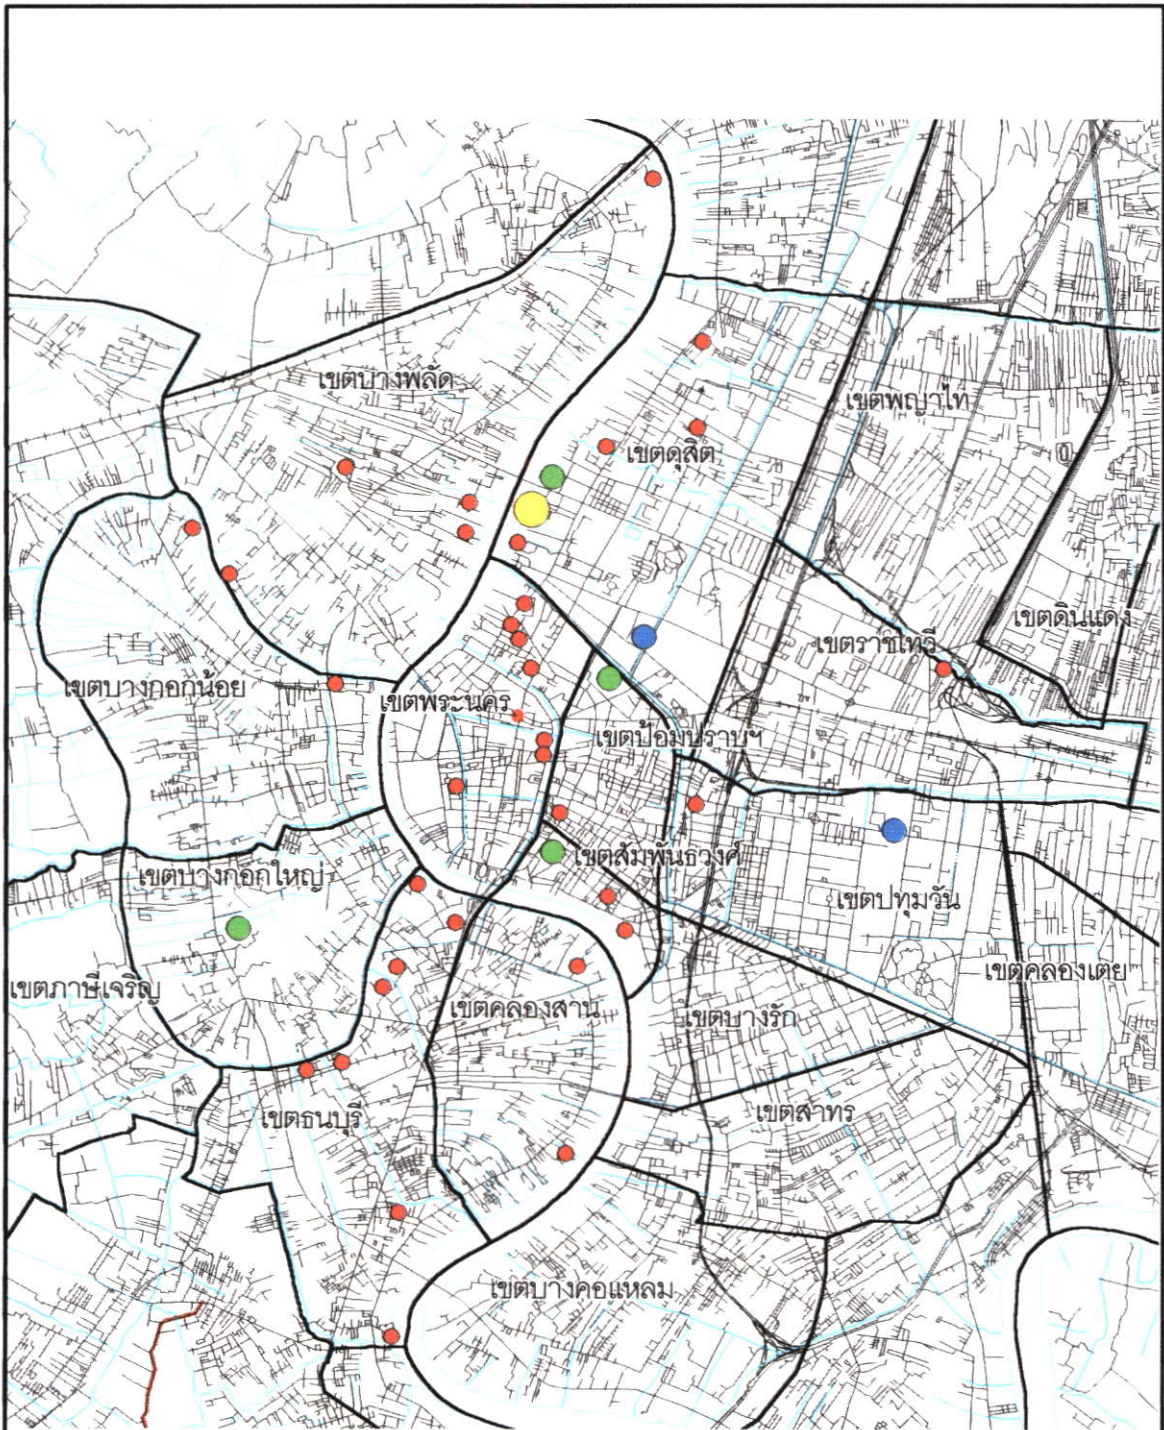 เขตบางพลัด
เขตพญาไท
เขตดุสิต
เขตดินแดง
เขตราชเทวี
เขตบางกอกน้อย
เขตพระนคร
เขตป้อมปราบฯ
เขตสัมพันธวงศ์
เขตบางกอกใหญ่
เขตปทุมวัน
เขตคลองเตย
เขตภาษีเจริญ
เขตคลองสาน
เขตบางรัก
เขตสาทร
เขตธนบุรี
เขตบางคอแหลม